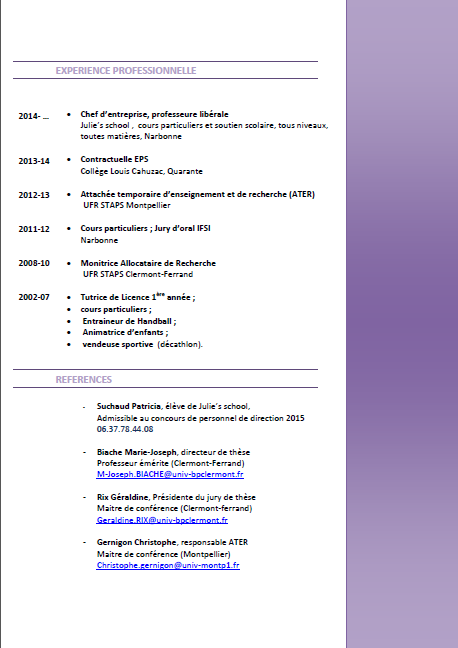 EXPERIENCE PROFESSIONNELLE
2014- … • Chef d'entreprise, professeure libérale
Julie's school , cours particuliers et soutien scolaire, tous niveaux,
toutes matières, Narbonne
2013-14 • Contractuelle EPS
Collège Louis Cahuzac, Quarante
2012-13 • Attachée temporaire d'enseignement et de recherche (ATER)
UFR STAPS Montpellier
2011-12 • Cours particuliers ; Jury d'oral IFSI
Narbonne
2008-10 • Monitrice Allocataire de Recherche
UFR STAPS Clermont-Ferrand
2002-07 • Tutrice de Licence 1ère année ;
• cours particuliers ;
• Entraineur de Handball ;
• Animatrice d'enfants ;
• vendeuse sportive (décathlon).
REFERENCES
- Suchaud Patricia, élève de Julie's school,
Admissible au concours de personnel de direction 2015
06.37.78.44.08
- Biache Marie-Joseph, directeur de thèse
Professeur émérite (Clermont-Ferrand)
M-Joseph.BIACHE@univ-bpclermont.fr
- Rix Géraldine, Présidente du jury de thèse
Maitre de conférence (Clermont-ferrand)
Geraldine.RIX@univ-bpclermont.fr
- Gernigon Christophe, responsable ATER
Maitre de conférence (Montpellier)
Christophe.gernigon@univ-montp1.fr